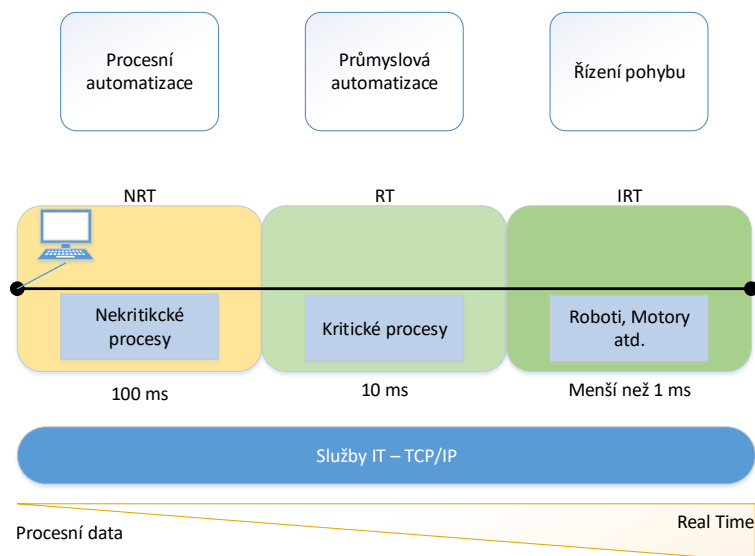 Procesní
automatizace
Průmyslová
automatizace
Řízení pohybu
NRT
RT
IRT
Nekritikcké
procesy
Kritické procesy
Roboti, Motory
atd.
100 ms
10 ms
Menší než 1 ms
Služby IT – TCP/IP
Real Time
Procesní data